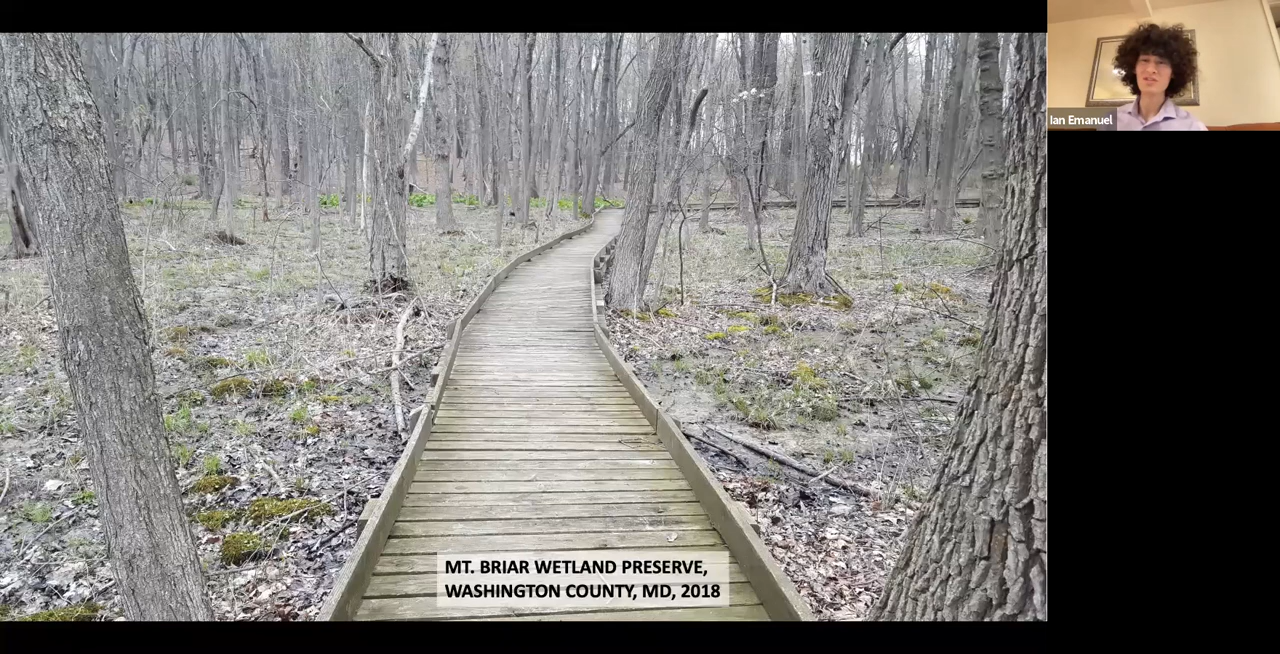 Ian Emanuel
MT. BRIAR WETLAND PRESERVE,
WASHINGTON COUNTY, MD, 2018